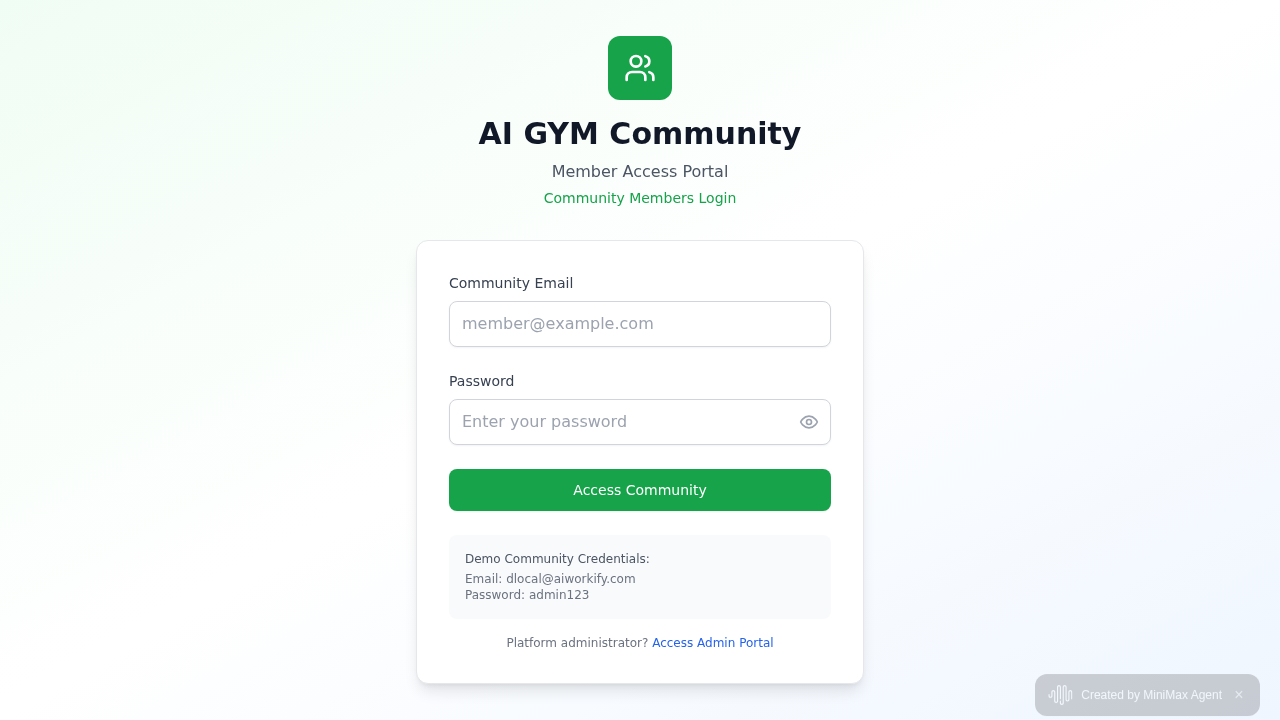 AI GYM Community
Member Access Portal
Community Members Login
Community Email
member@example.com
Password
Enter your password
Access Community
Demo Community Credentials:
Email: dlocal@aiworkify.com
Password: admin123
Platform administrator? Access Admin Portal
Created by MiniMax Agent ×